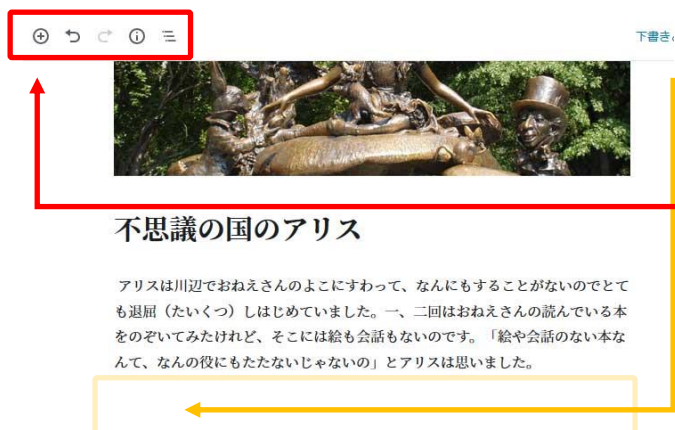 下書き
不思議の国のアリス
アリスは川辺でおねえさんのよこにすわって、なんにもすることがないのでとて
も退屈（たいくつ）しはじめていました。一、二回はおねえさんの読んでいる本
をのぞいてみたけれど、そこには絵も会話もないのです。「絵や会話のない本な
んて、なんの役にもたたないじゃないの」とアリスは思いました。